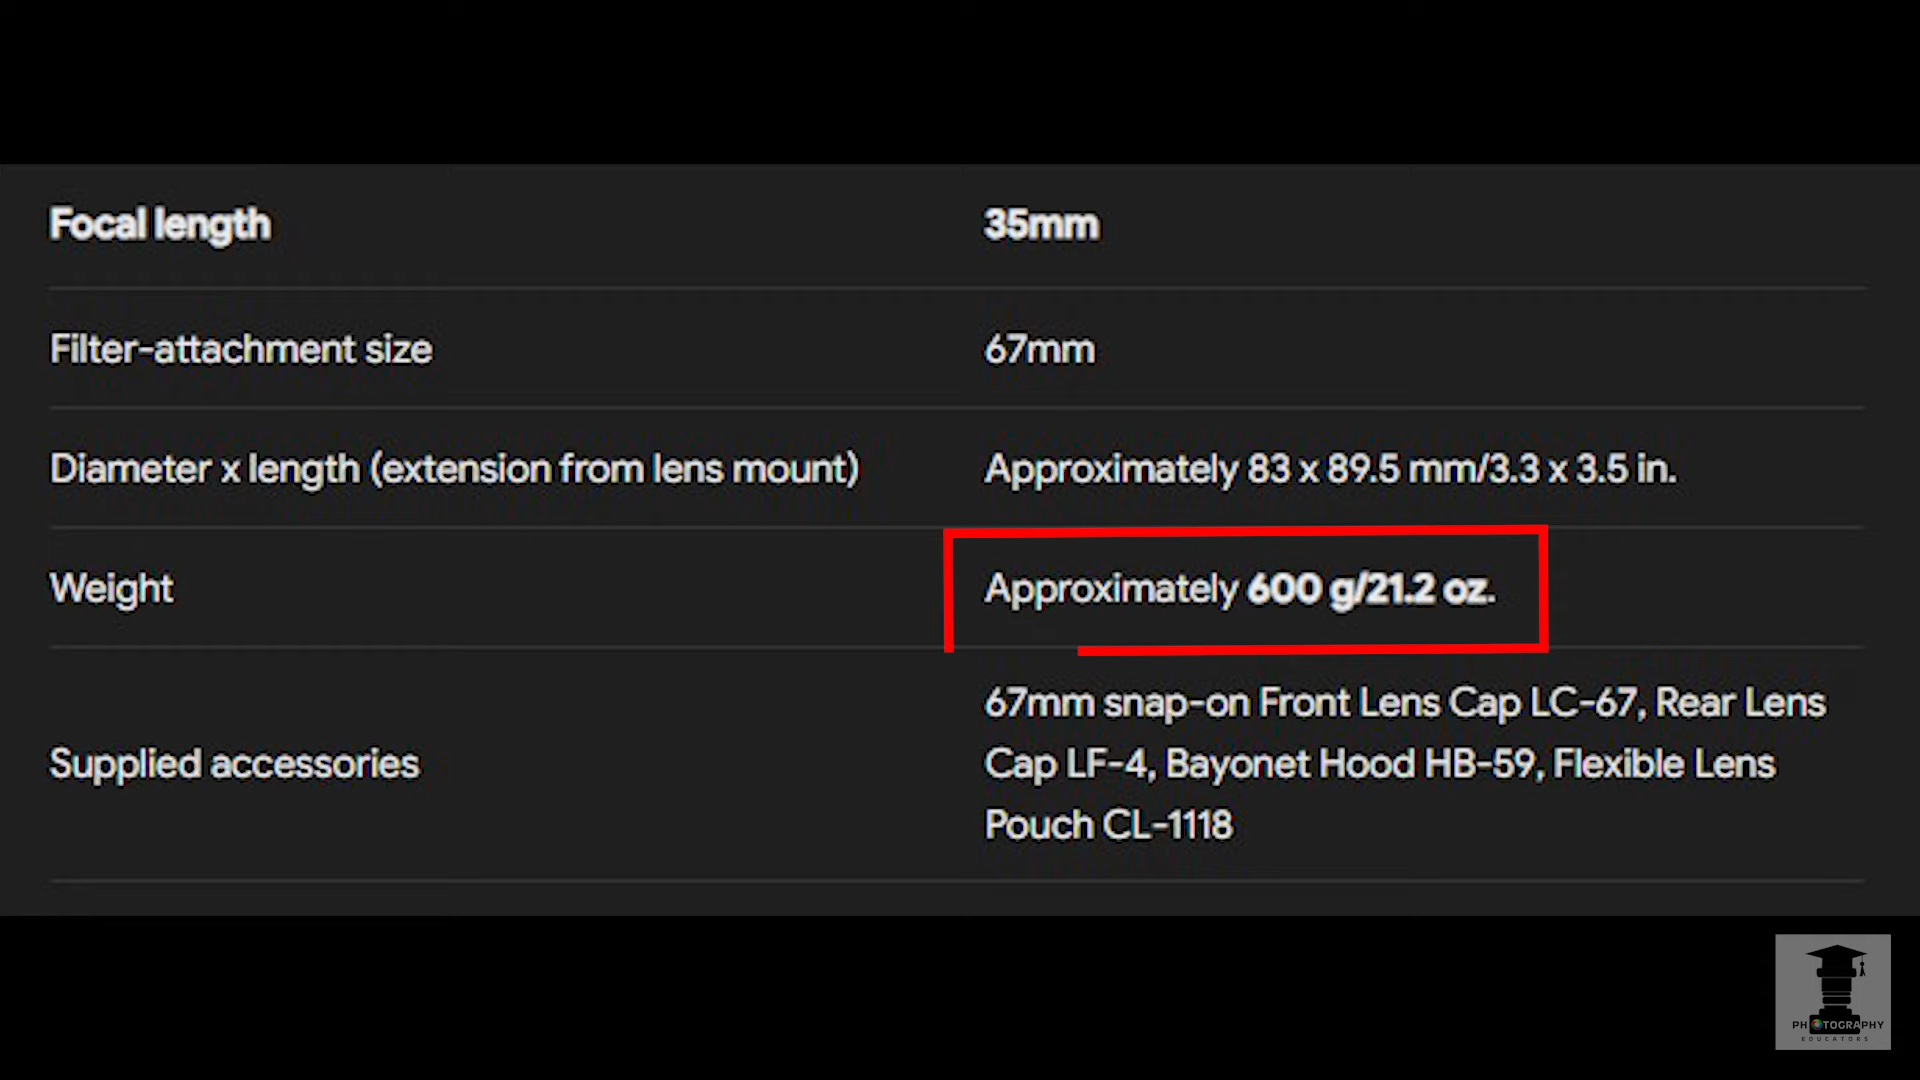 Focal length 35mm
Filter-attachment size 67mm
Diameter x length (extension from lens mount) Approximately 83 x 89.5 mm/3.3 x 3.5 in.
Weight Approximately 600 g/21.2 oz.
Supplied accessories 67mm snap-on Front Lens Cap LC-67, Rear Lens
Cap LF-4, Bayonet Hood HB-59, Flexible Lens
Pouch CL-1118
PHOTOGRAPHY
EDUCATORS